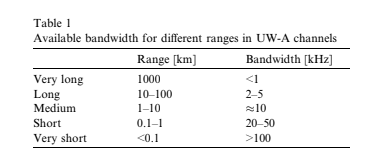 Table 1
Available bandwidth for different ranges in UW-A channels
Range [km] Bandwidth [kHz]
Very long 1000 <1
Long 10–100 2–5
Medium 1–10 ≈10
Short 0.1–1 20–50
Very short <0.1 >100